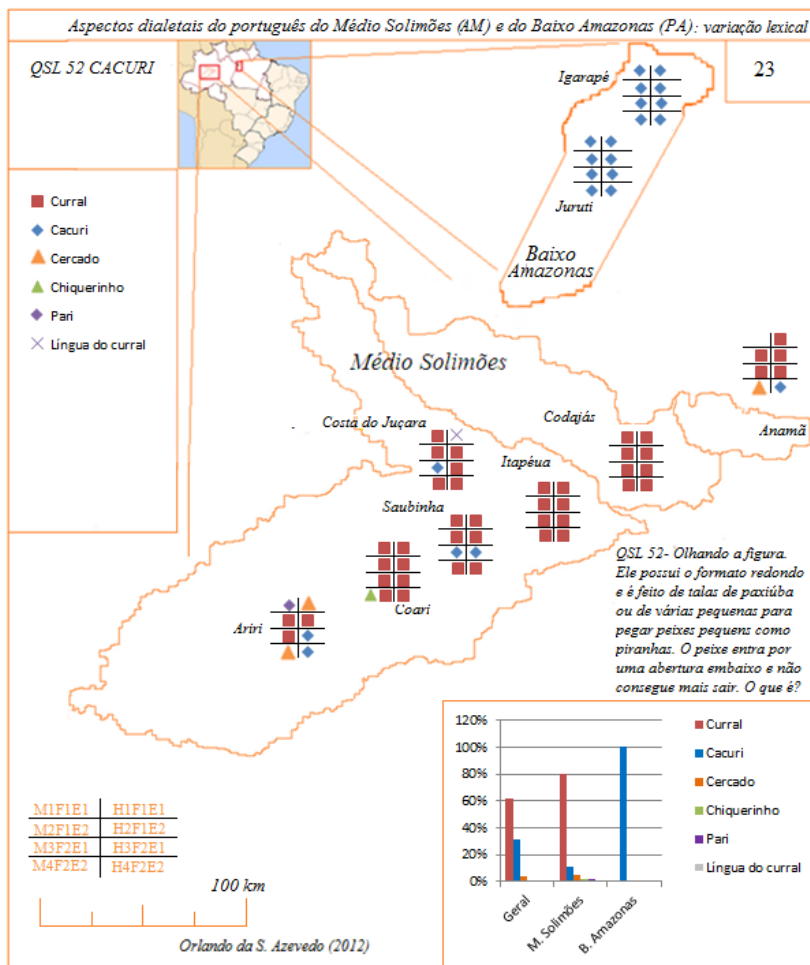 Aspectos dialetais do português do Médio Solimões (AM) e do Baixo Amazonas (PA): variação lexical
QSL 52 CACURI
23
Igarapé
Juruti
Baixo
Amazonas
Curral
Cacuri
Cercado
Chiquerinho
Pari
Língua do curral
Médio Solimões
Costa do Juçara
Codajás
Anamã
Itapéua
Saubinha
Coari
Ariri
QSL 52- Olhando a figura.
Ele possui o formato redondo
e é feito de talas de paxiúba
ou de várias pequenas para
pegar peixes pequens como
piranhas. O peixe entra por
uma abertura embaixo e não
consegue mais sair. O que é?
120%
100%
80%
60%
40%
20%
0%
Geral
M. Solimões
B. Amazonas
Curral
Cacuri
Cercado
Chiquerinho
Pari
Língua do curral
M1F1E1 H1F1E1
M2F1E2 H2F1E2
M3F2E1 H3F2E1
M4F2E2 H4F2E2
100 km
Orlando da S. Azevedo (2012)